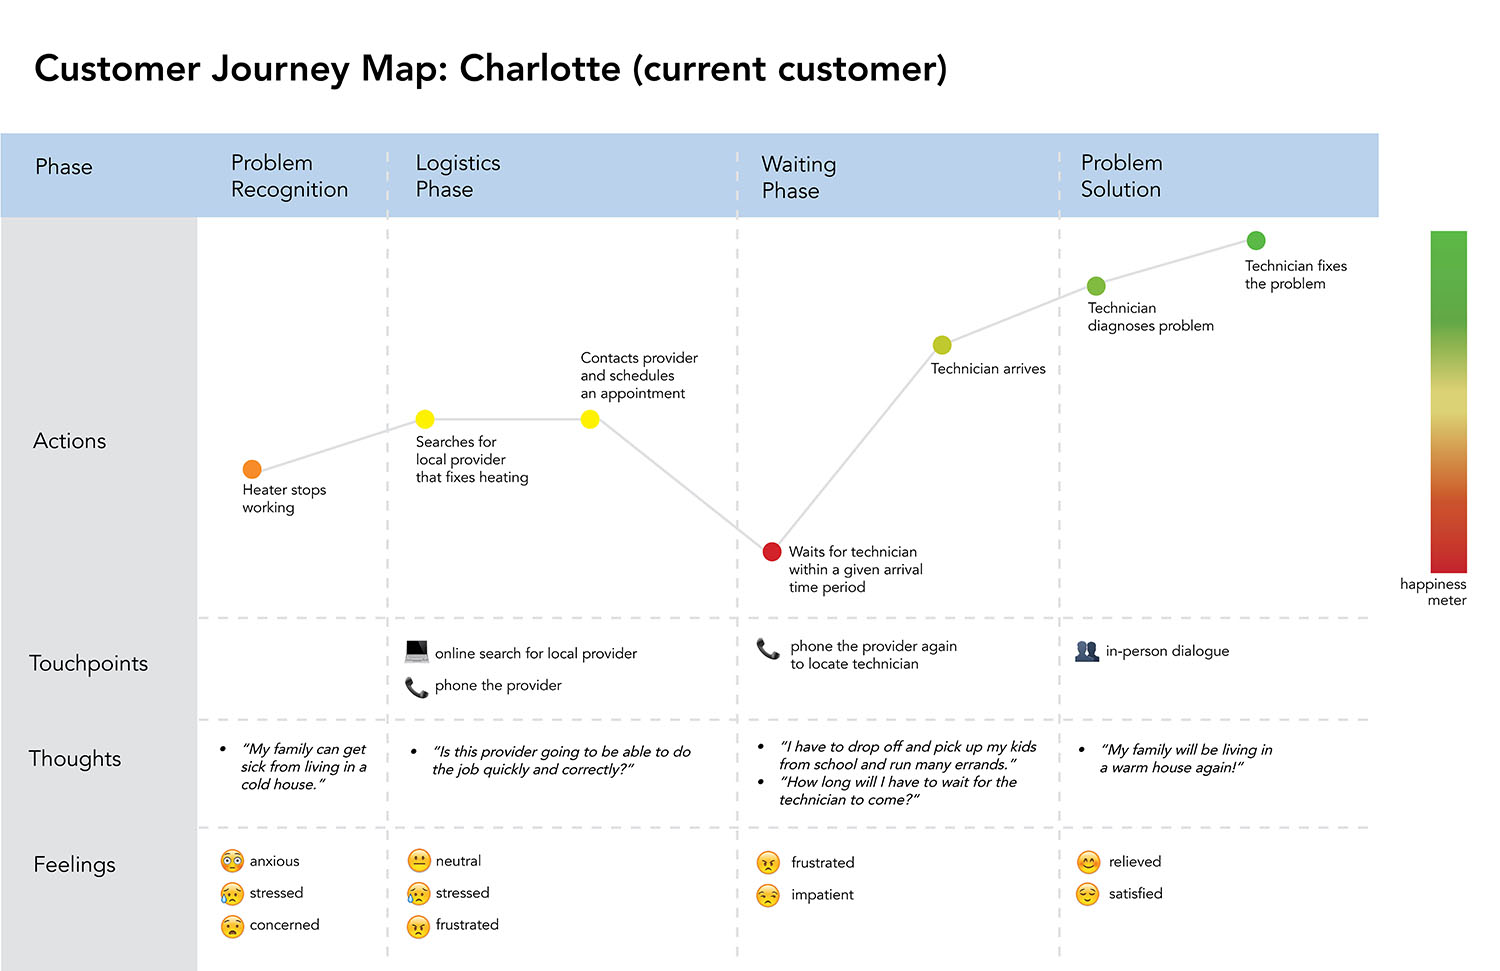 Customer Journey Map: Charlotte (current customer)
Phase
Problem
Recognition
Logistics
Phase
Waiting
Phase
Problem
Solution
Actions
Heater stops
working
Searches for
local provider
that fixes heating
Contacts provider
and schedules
an appointment
Waits for technician
within a given arrival
time period
Technician arrives
Technician
diagnoses problem
Technician fixes
the problem
happiness
meter
Touchpoints
online search for local provider
phone the provider
phone the provider again
to locate technician
in-person dialogue
Thoughts
• “My family can get
sick from living in a
cold house.”
• “Is this provider going to be able to do
the job quickly and correctly?”
• “I have to drop off and pick up my kids
from school and run many errands.”
• “How long will I have to wait for the
technician to come?”
• “My family will be living in
a warm house again!”
Feelings
anxious
stressed
concerned
neutral
stressed
frustrated
frustrated
impatient
relieved
satisfied